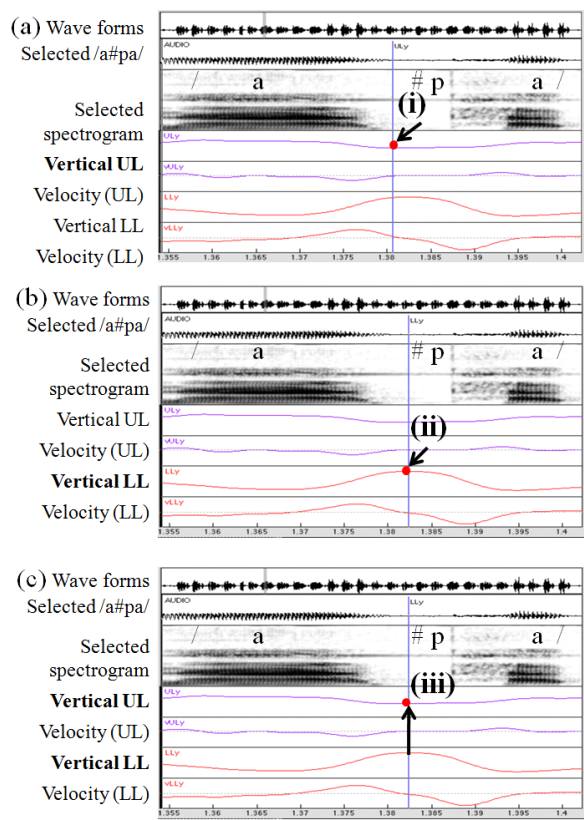 (a) Wave forms
Selected /a#pa/
AUDIO
ULy
/ a # p a /
(i)
Selected
spectrogram
Vertical UL
ULy
Velocity (UL)
vULy
Vertical LL
LLy
Velocity (LL)
vLLy
1.355 1.36 1.365 1.37 1.375 1.38 1.385 1.39 1.395 1.4
(b) Wave forms
Selected /a#pa/
AUDIO
LLy
/ a # p a /
Selected
spectrogram
Vertical UL
ULy
(ii)
Velocity (UL)
vULy
Vertical LL
LLy
Velocity (LL)
vLLy
1.355 1.36 1.365 1.37 1.375 1.38 1.385 1.39 1.395 1.4
(c) Wave forms
Selected /a#pa/
AUDIO
LLy
/ a # p a /
Selected
spectrogram
Vertical UL
ULy
(iii)
Velocity (UL)
vULy
Vertical LL
LLy
Velocity (LL)
vLLy
1.355 1.36 1.365 1.37 1.375 1.38 1.385 1.39 1.395 1.4